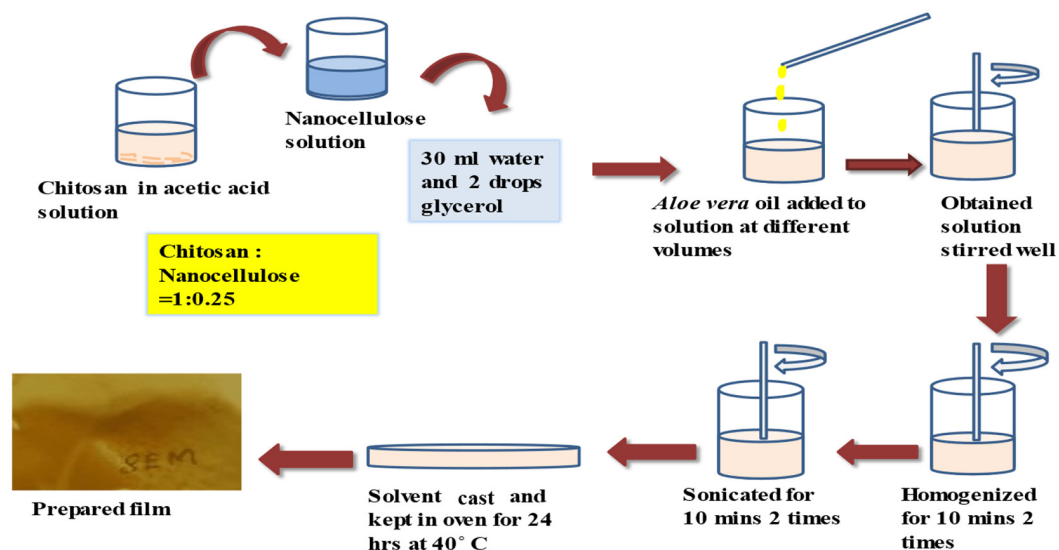 Chitosan in acetic acid
solution
Nanocellulose
solution
30 ml water
and 2 drops
glycerol
Chitosan :
Nanocellulose
=1:0.25
Aloe vera oil added to
solution at different
volumes
Obtained
solution
stirred well
Homogenized
for 10 mins 2
times
Sonicated for
10 mins 2 times
Solvent cast and
kept in oven for 24
hrs at 40° C
SEM
Prepared film